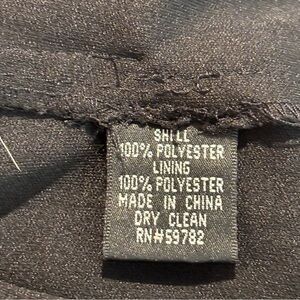 SHELL
100% POLYESTER
LINING
100% POLYESTER
MADE IN CHINA
DRY CLEAN
RN#59782